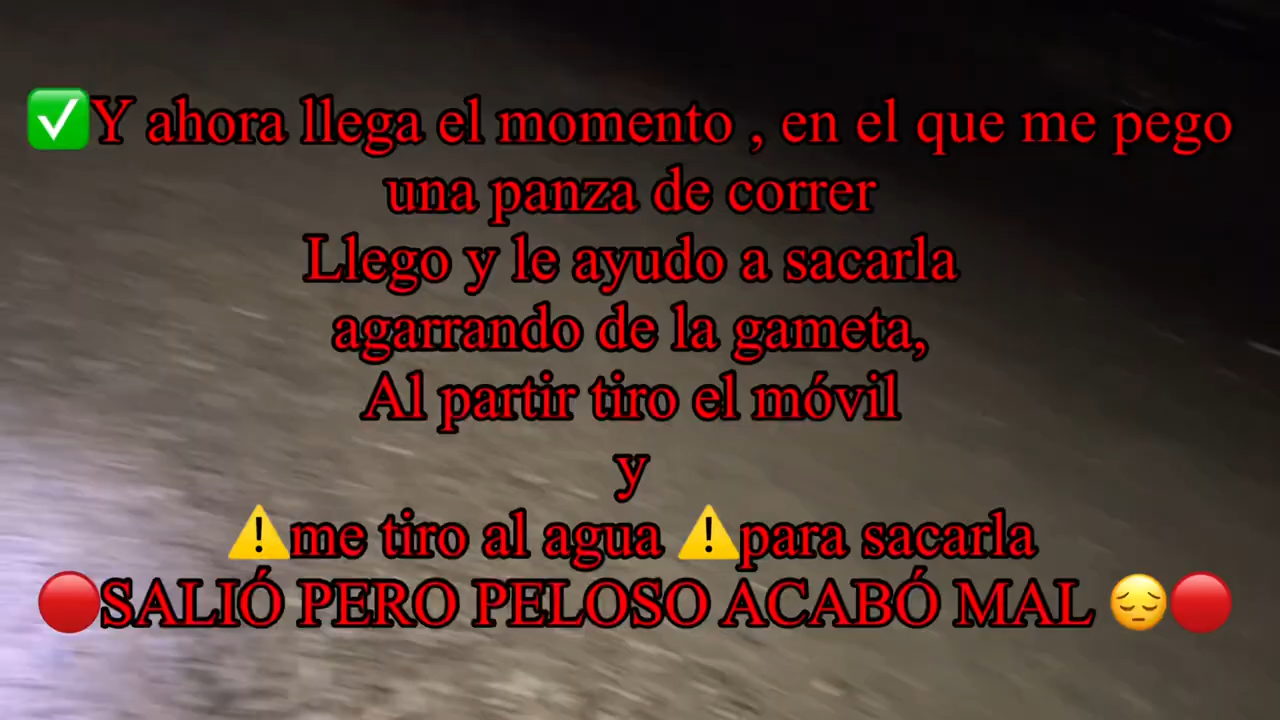 ✅Y ahora llega el momento , en el que me pego
una panza de correr
Llego y le ayudo a sacarla
agarrando de la gameta,
Al partir tiro el móvil
y
⚠️me tiro al agua ⚠️para sacarla
🔴SALIÓ PERO PELOSO ACABÓ MAL 😔🔴